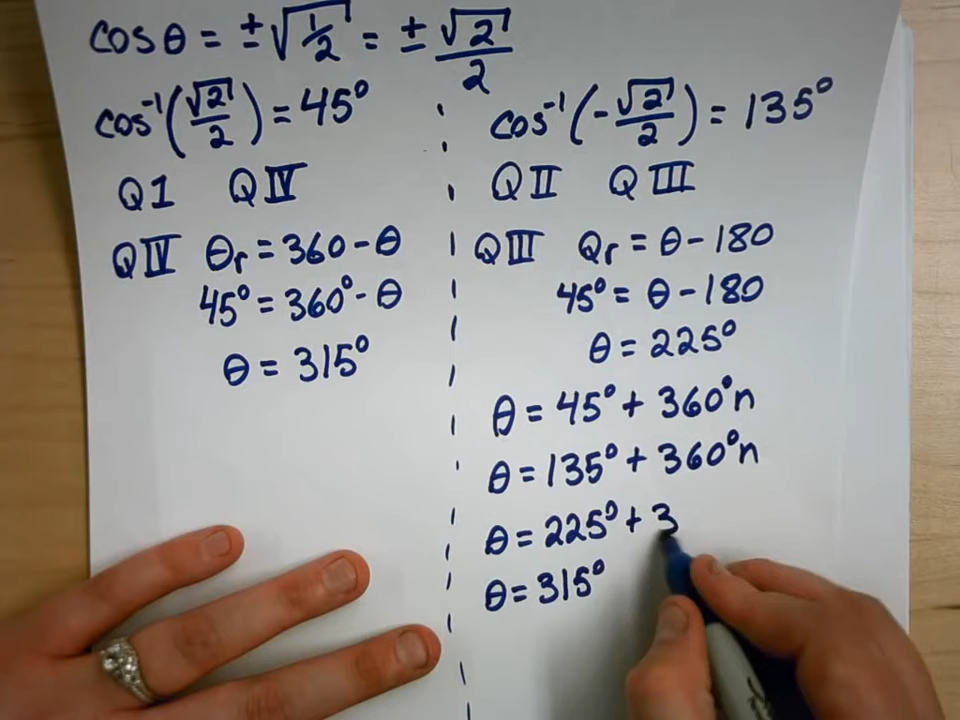 cos θ = ±√1/2 = ±√2/2
cos⁻¹(√2/2) = 45°
QI QIV
QIV θr = 360 - θ
45° = 360° - θ
θ = 315°
cos⁻¹(-√2/2) = 135°
QII QIII
QIII Qr = θ - 180
45° = θ - 180
θ = 225°
θ = 45° + 360°n
θ = 135° + 360°n
θ = 225° + 3
θ = 315°